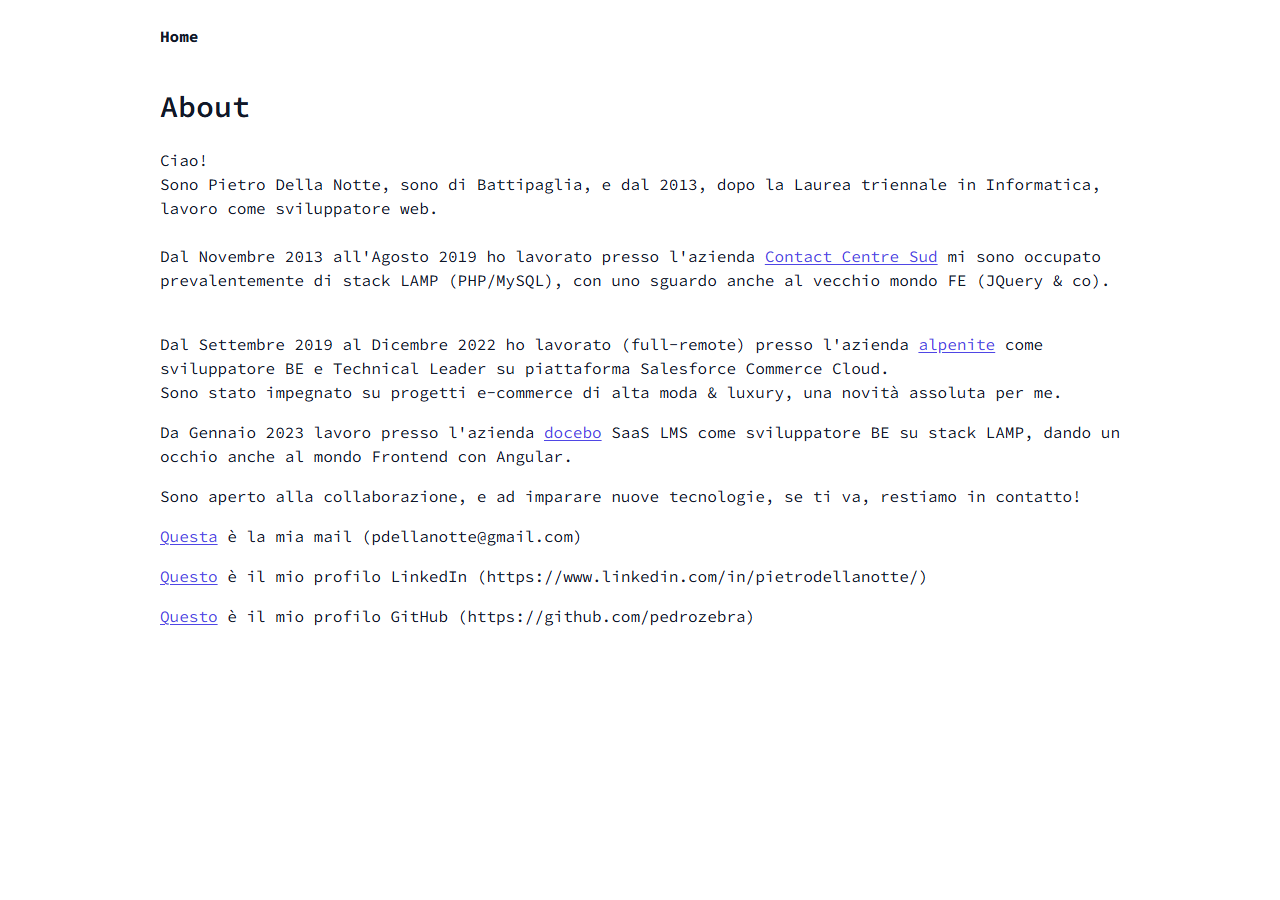 Home
About
Ciao!
Sono Pietro Della Notte, sono di Battipaglia, e dal 2013, dopo la Laurea triennale in Informatica,
lavoro come sviluppatore web.
Dal Novembre 2013 all'Agosto 2019 ho lavorato presso l'azienda Contact Centre Sud mi sono occupato
prevalentemente di stack LAMP (PHP/MySQL), con uno sguardo anche al vecchio mondo FE (JQuery & co).
Dal Settembre 2019 al Dicembre 2022 ho lavorato (full-remote) presso l'azienda alpenite come
sviluppatore BE e Technical Leader su piattaforma Salesforce Commerce Cloud.
Sono stato impegnato su progetti e-commerce di alta moda & luxury, una novità assoluta per me.
Da Gennaio 2023 lavoro presso l'azienda docebo SaaS LMS come sviluppatore BE su stack LAMP, dando un
occhio anche al mondo Frontend con Angular.
Sono aperto alla collaborazione, e ad imparare nuove tecnologie, se ti va, restiamo in contatto!
Questa è la mia mail (pdellanotte@gmail.com)
Questo è il mio profilo LinkedIn (https://www.linkedin.com/in/pietrodellanotte/)
Questo è il mio profilo GitHub (https://github.com/pedrozebra)